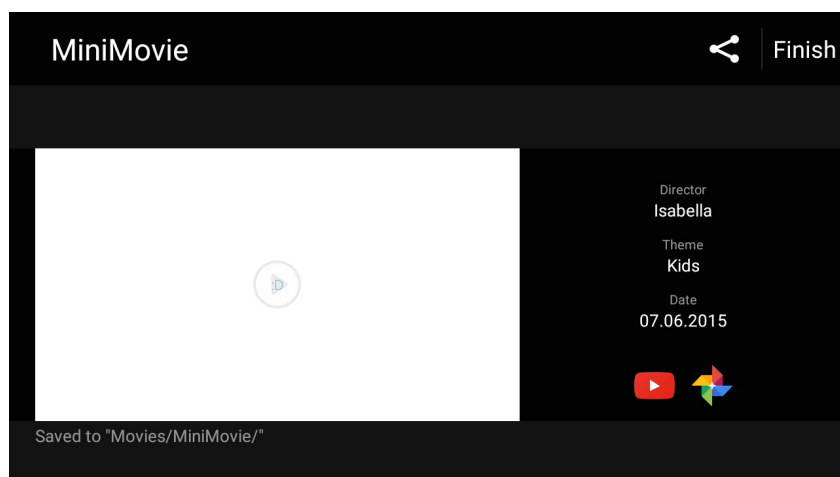 MiniMovie
Finish
:D
Director
Isabella
Theme
Kids
Date
07.06.2015
Saved to "Movies/MiniMovie/"